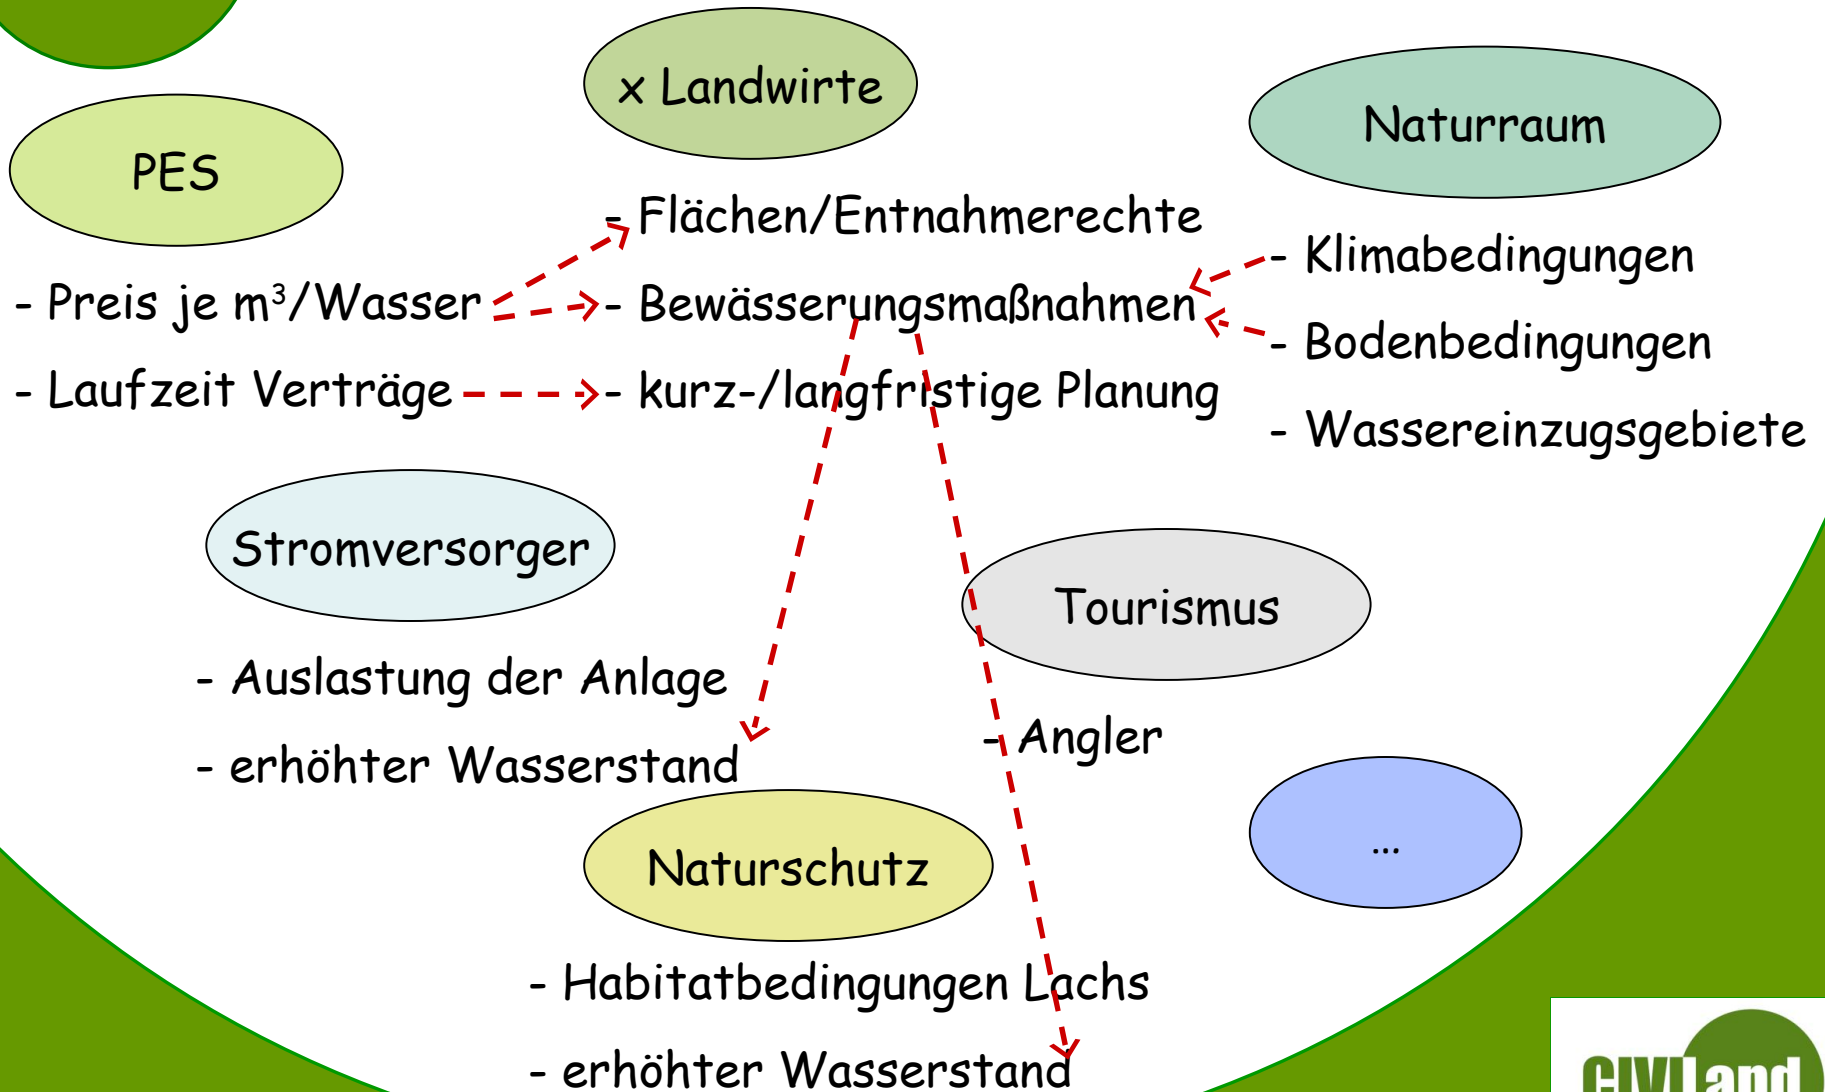 x Landwirte
Naturraum
PES
- Flächen/Entnahmerechte
- Klimabedingungen
- Preis je m³/Wasser
- Bewässerungsmaßnahmen
- Bodenbedingungen
- Laufzeit Verträge
- kurz-/langfristige Planung
- Wassereinzugsgebiete
Stromversorger
Tourismus
- Auslastung der Anlage
- Angler
- erhöhter Wasserstand
...
Naturschutz
- Habitatbedingungen Lachs
- erhöhter Wasserstand
CIVILand